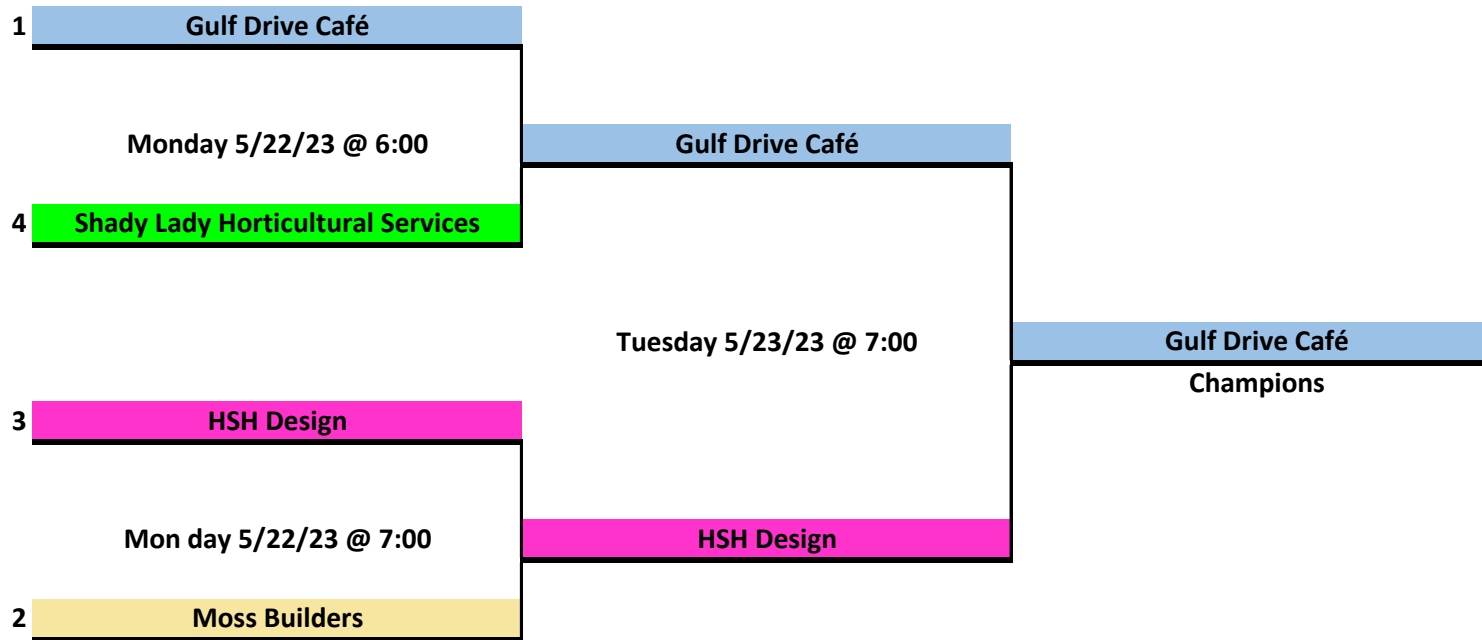 1 Gulf Drive Café
Monday 5/22/23 @ 6:00
Gulf Drive Café
4 Shady Lady Horticultural Services
Tuesday 5/23/23 @ 7:00
Gulf Drive Café
Champions
3 HSH Design
Mon day 5/22/23 @ 7:00
HSH Design
2 Moss Builders